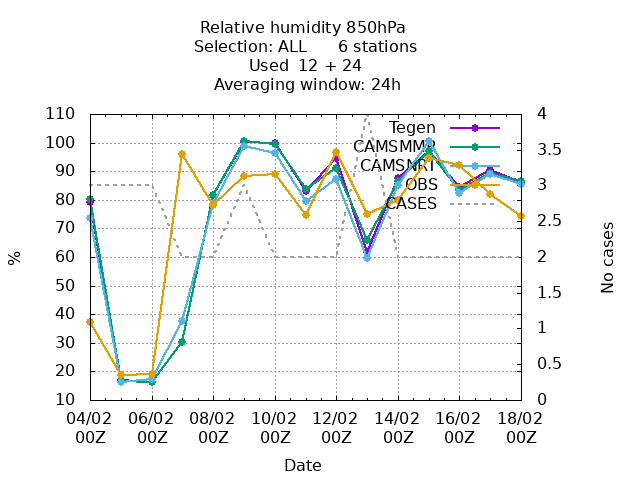 Relative humidity 850hPa
Selection: ALL      6 stations
Used  12 + 24
Averaging window: 24h
110
100
90
80
70
60
50
40
30
20
10
%
4
3.5
3
2.5
2
1.5
1
0.5
0
No cases
Tegen
CAMSMMR
CAMSNRT
OBS
CASES
04/02 06/02 08/02 10/02 12/02 14/02 16/02 18/02
00Z 00Z 00Z 00Z 00Z 00Z 00Z 00Z
Date